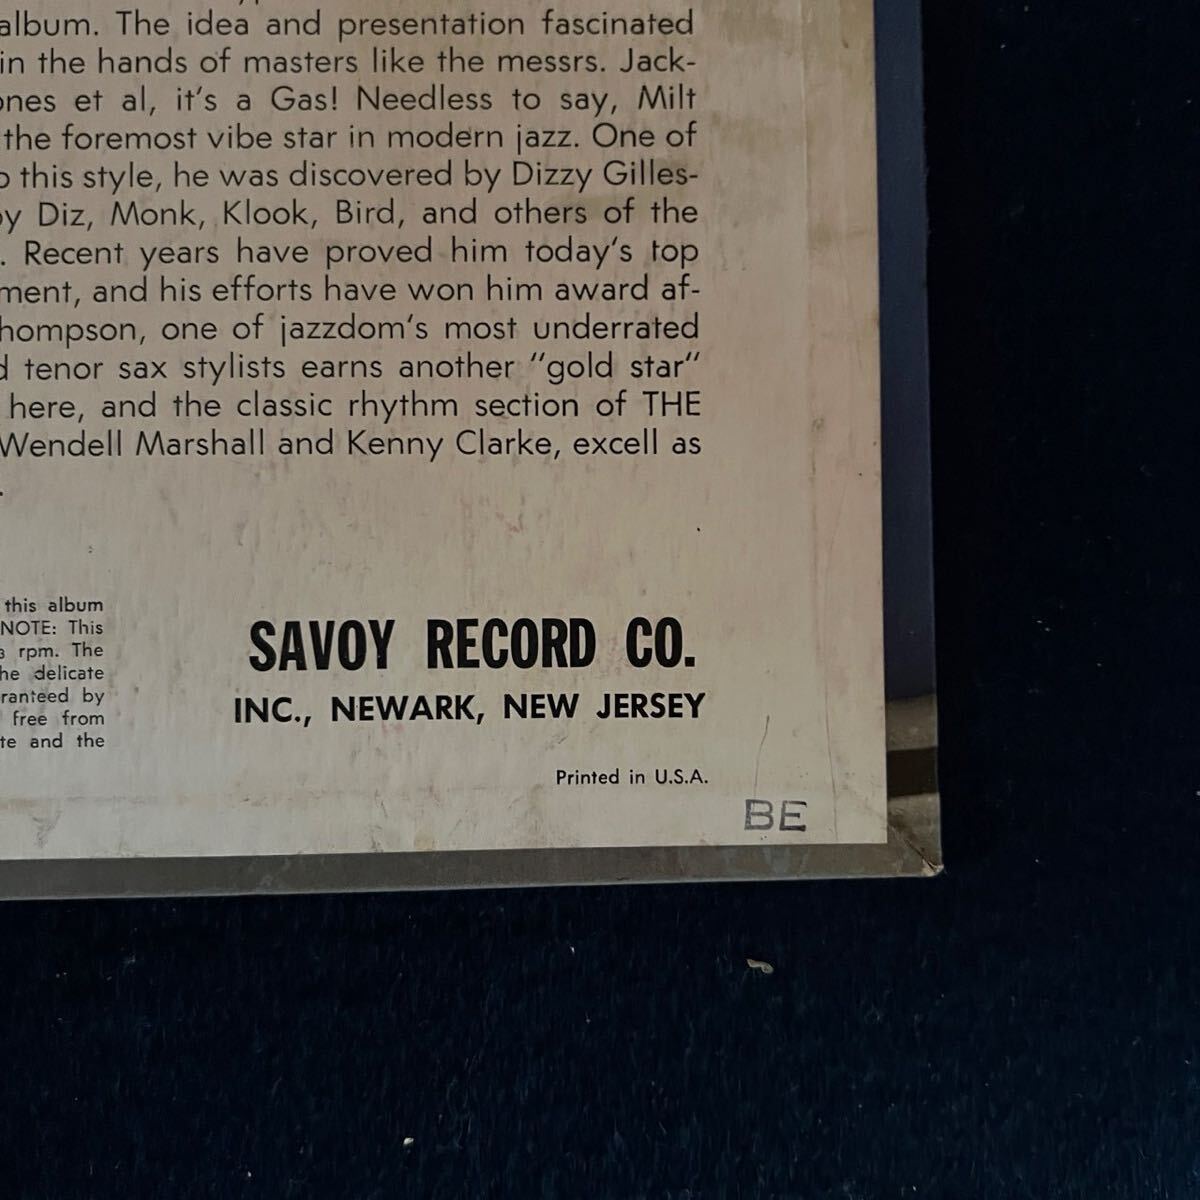 album. The idea and presentation fascinated
in the hands of masters like the messrs. Jack-
ones et al, it's a Gas! Needless to say, Milt
the foremost vibe star in modern jazz. One of
o this style, he was discovered by Dizzy Gilles-
by Diz, Monk, Klook, Bird, and others of the
. Recent years have proved him today's top
ment, and his efforts have won him award af-
hompson, one of jazzdom's most underrated
d tenor sax stylists earns another "gold star"
here, and the classic rhythm section of THE
Wendell Marshall and Kenny Clarke, excell as
.
this album
NOTE: This
3 rpm. The
he delicate
ranteed by
free from
te and the
SAVOY RECORD CO.
INC., NEWARK, NEW JERSEY
Printed in U.S.A.
BE